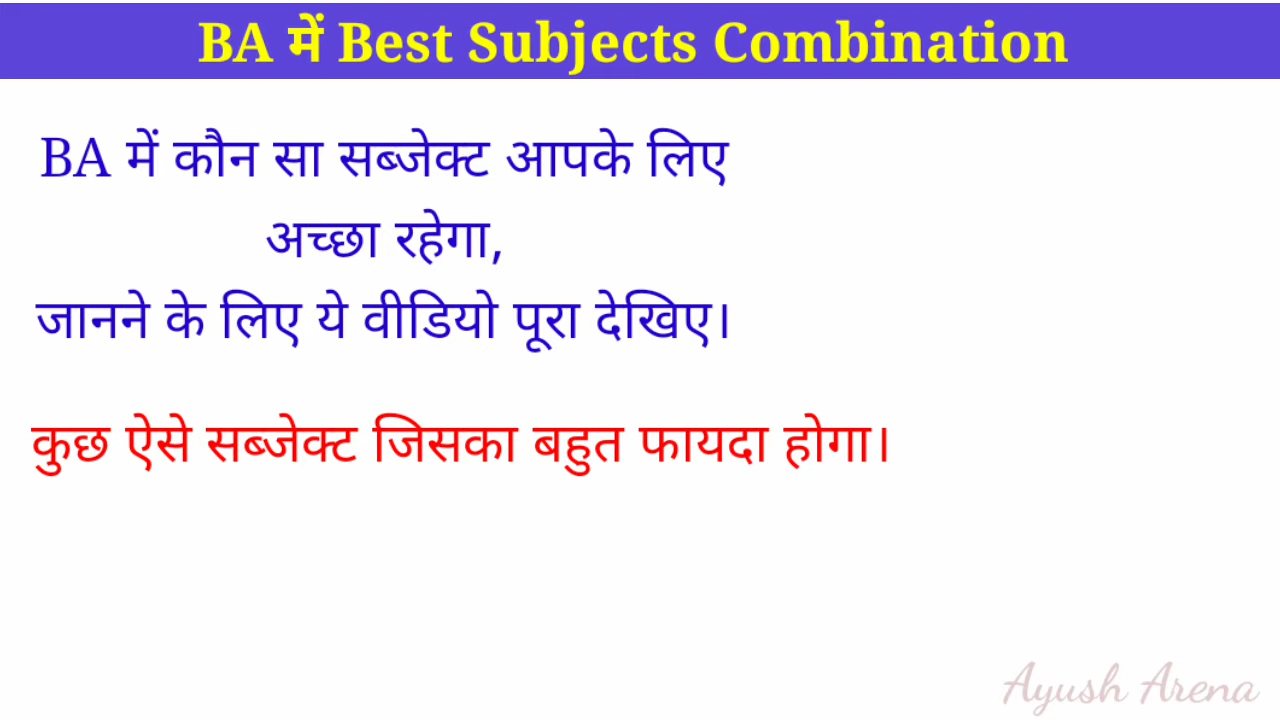 BA में Best Subjects Combination
BA में कौन सा सब्जेक्ट आपके लिए
अच्छा रहेगा,
जानने के लिए ये वीडियो पूरा देखिए।
कुछ ऐसे सब्जेक्ट जिसका बहुत फायदा होगा।
Ayush Arena